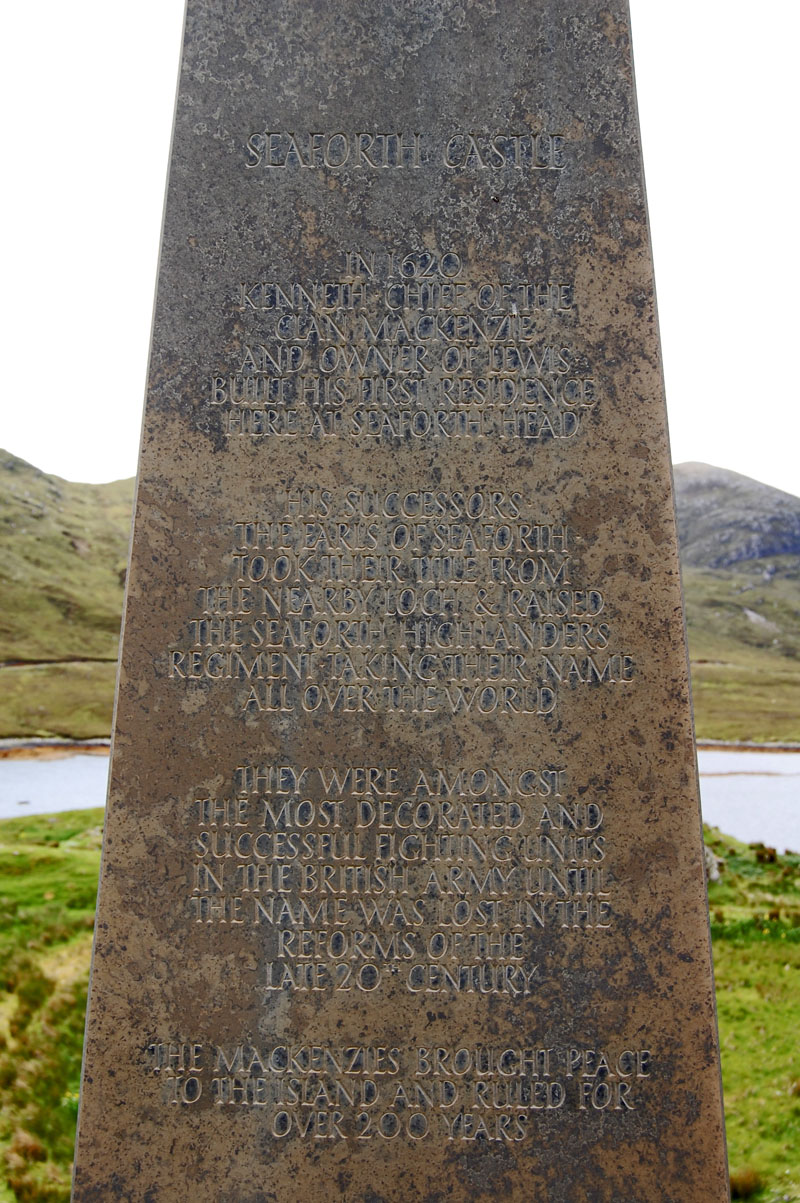 SEAFORTH CASTLE
IN 1620
KENNETH CHIEF OF THE
CLAN MACKENZIE
AND OWNER OF LEWIS
BUILT HIS FIRST RESIDENCE
HERE AT SEAFORTH HEAD
HIS SUCCESSORS
THE EARLS OF SEAFORTH
TOOK THEIR TITLE FROM
THE NEARBY LOCH & RAISED
THE SEAFORTH HIGHLANDERS
REGIMENT TAKING THEIR NAME
ALL OVER THE WORLD
THEY WERE AMONGST
THE MOST DECORATED AND
SUCCESSFUL FIGHTING UNITS
IN THE BRITISH ARMY UNTIL
THE NAME WAS LOST IN THE
REFORMS OF THE
LATE 20TH CENTURY
THE MACKENZIES BROUGHT PEACE
TO THE ISLAND AND RULED FOR
OVER 200 YEARS